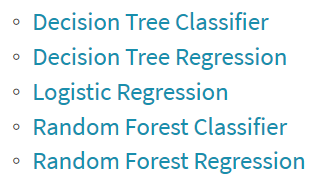 Decision Tree Classifier
Decision Tree Regression
Logistic Regression
Random Forest Classifier
Random Forest Regression